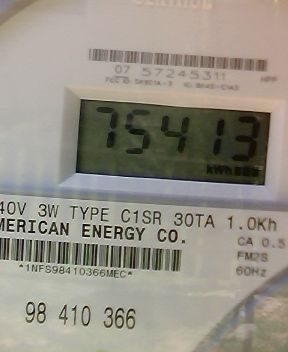 07 57245311
75413
kWh
40V 3W TYPE C1SR 30TA 1.0Kh
MERICAN ENERGY CO.
CA 0.5
FM2S
60Hz
*1NFS98410366MEC*
98 410 366